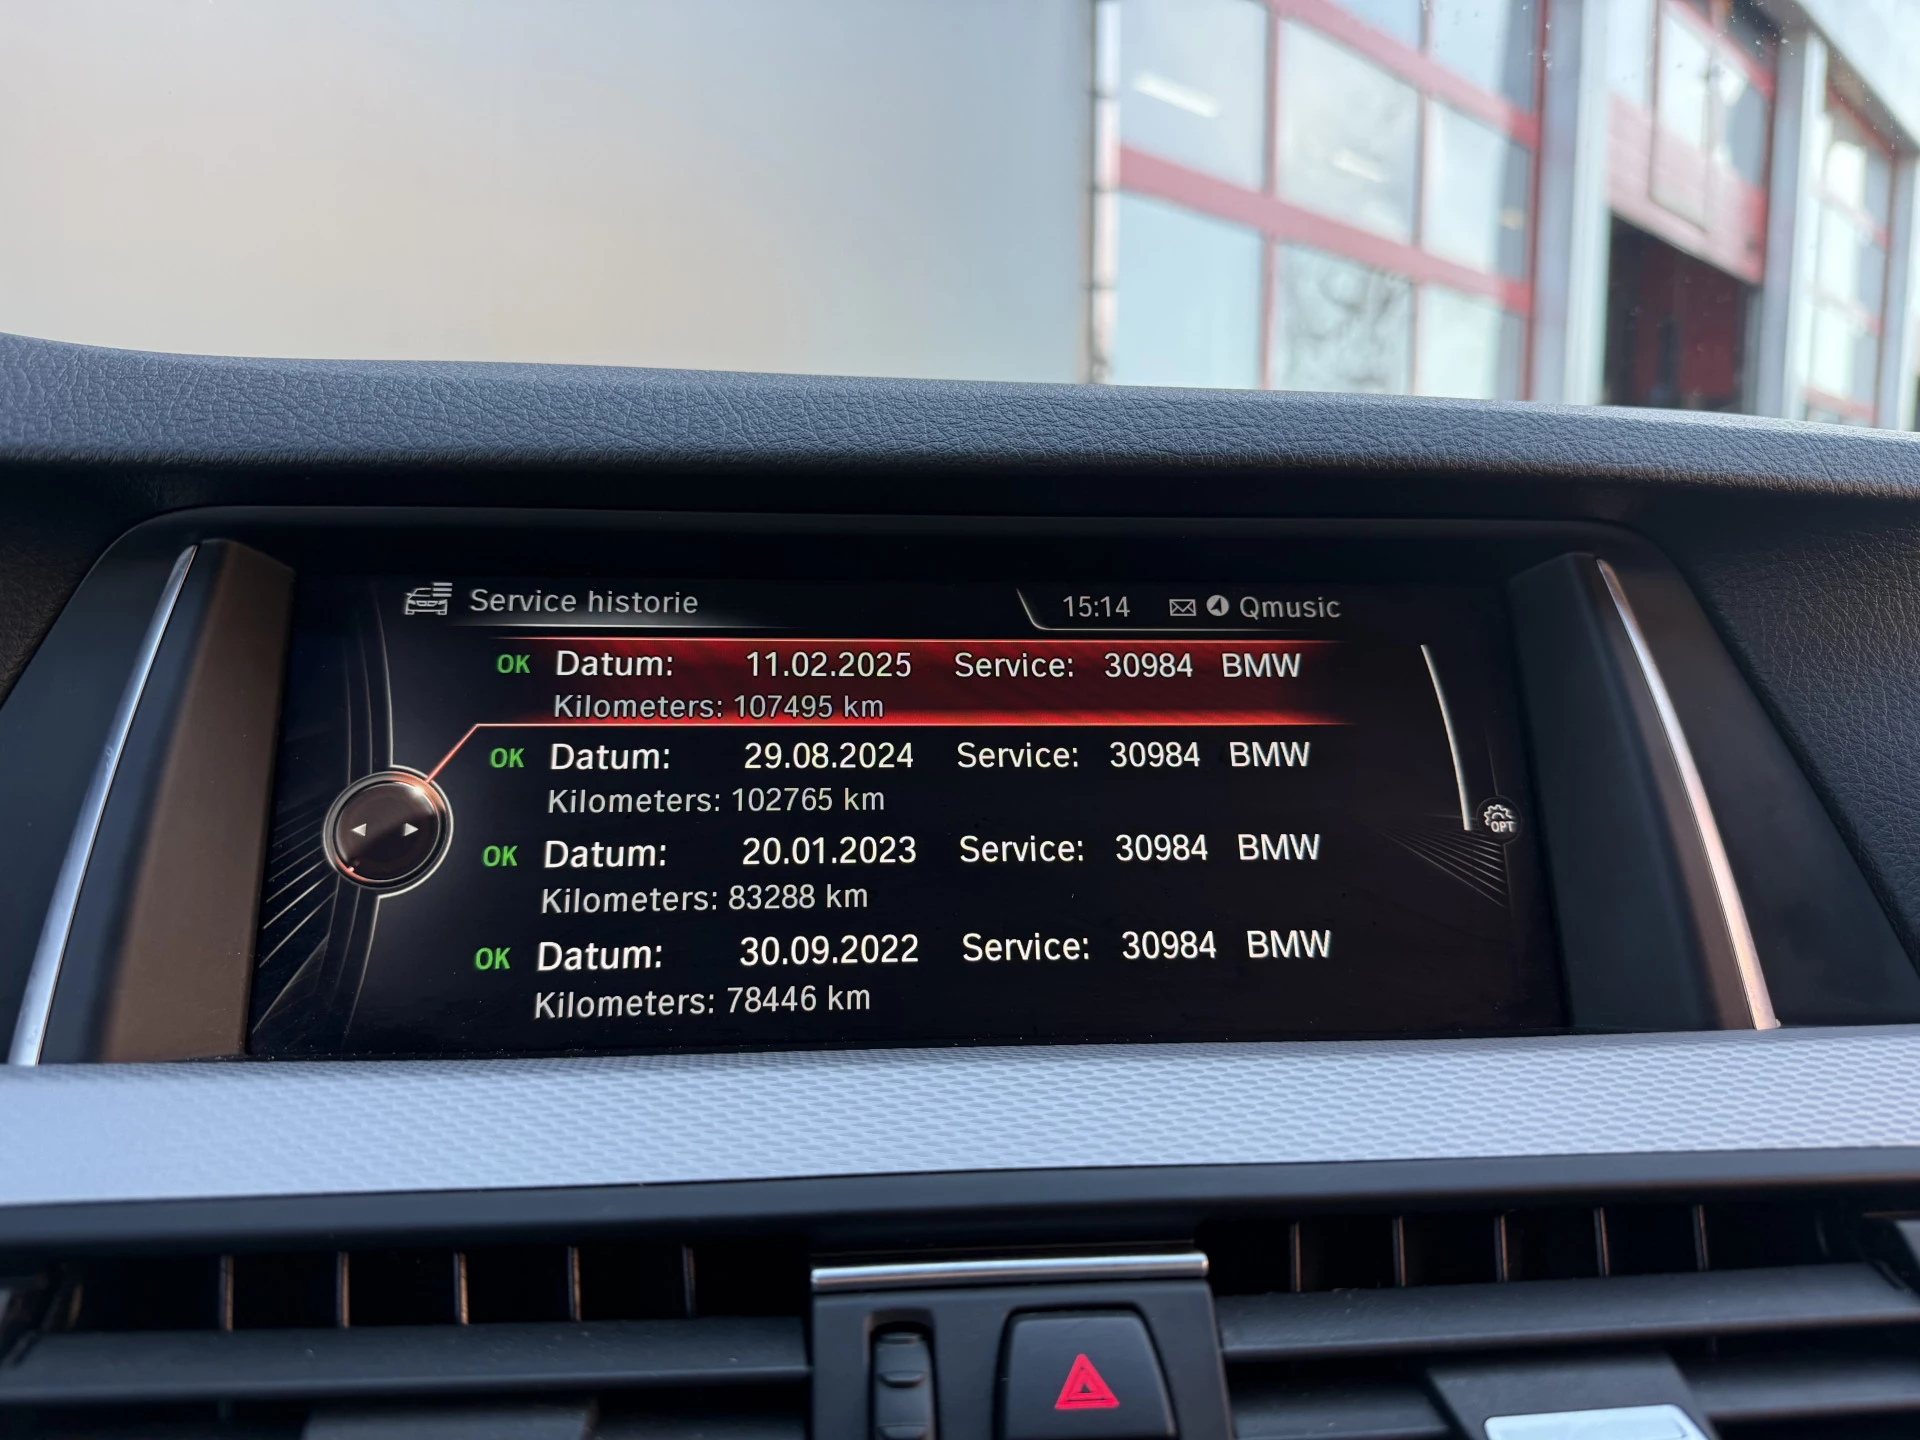 Service historie 15:14 Qmusic
OK Datum: 11.02.2025 Service: 30984 BMW
Kilometers: 107495 km
OK Datum: 29.08.2024 Service: 30984 BMW
Kilometers: 102765 km
OK Datum: 20.01.2023 Service: 30984 BMW
Kilometers: 83288 km
OK Datum: 30.09.2022 Service: 30984 BMW
Kilometers: 78446 km
OPT